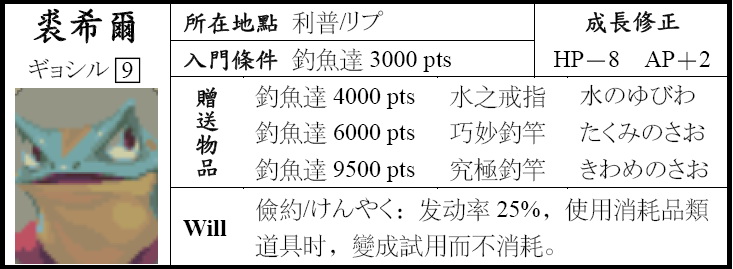 裘希爾
ギョシル 9
所在地點 利普/リプ
入門條件 釣魚達 3000 pts
成長修正
HP－8 AP＋2
贈送物品
釣魚達 4000 pts 水之戒指 水のゆびわ
釣魚達 6000 pts 巧妙釣竿 たくみのさお
釣魚達 9500 pts 究極釣竿 きわめのさお
Will
儉約/けんやく：发动率 25%，使用消耗品類
道具时，變成試用而不消耗。